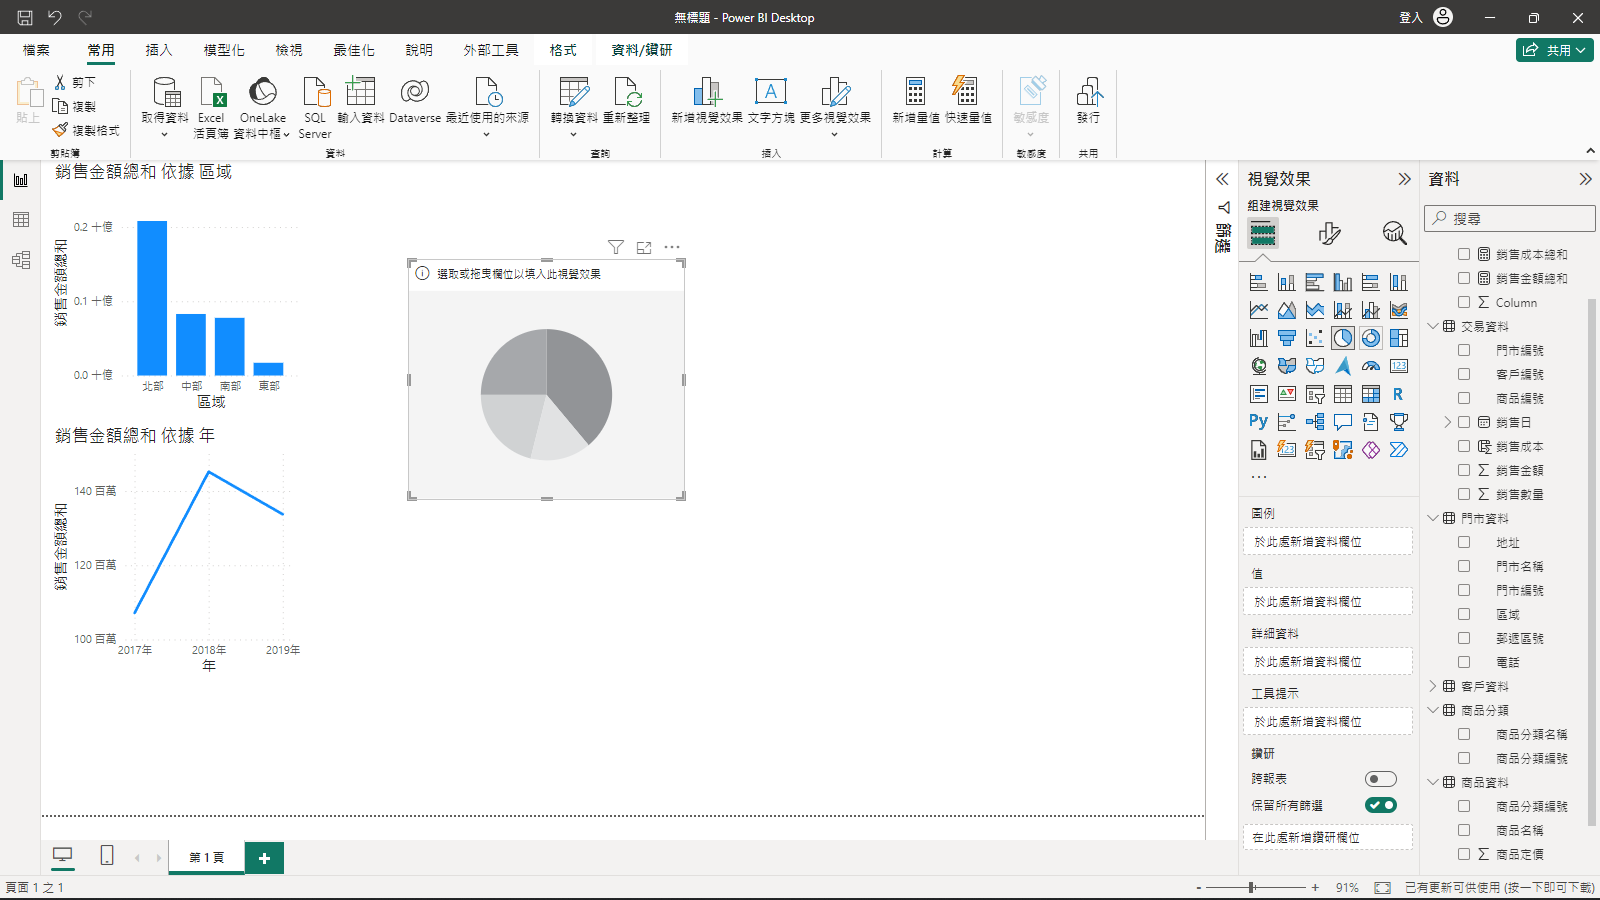 無標題 - Power BI Desktop
登入
檔案 常用 插入 模型化 檢視 最佳化 說明 外部工具 格式 資料/鑽研
共用
貼上
剪下
複製
複製格式
剪貼簿
取得資料
Excel 活頁簿
OneLake 資料中樞
SQL Server
輸入資料
Dataverse
最近使用的來源
資料
轉換資料
重新整理
查詢
新增視覺效果
文字方塊
更多視覺效果
插入
新增量值
快速量值
計算
敏感度
敏感度
發行
共用
銷售金額總和 依據 區域
銷售金額總和
0.2 十億
0.1 十億
0.0 十億
北部 中部 南部 東部
區域
銷售金額總和 依據 年
銷售金額總和
140 百萬
120 百萬
100 百萬
2017年 2018年 2019年
年
選取或拖曳欄位以填入此視覺效果
篩選
視覺效果
組建視覺效果
123
R
Py
123
圖例
於此處新增資料欄位
值
於此處新增資料欄位
詳細資料
於此處新增資料欄位
工具提示
於此處新增資料欄位
鑽研
跨報表
保留所有篩選
在此處新增鑽研欄位
資料
搜尋
銷售成本總和
銷售金額總和
Column
交易資料
門市編號
客戶編號
商品編號
銷售日
銷售成本
銷售金額
銷售數量
門市資料
地址
門市名稱
門市編號
區域
郵遞區號
電話
客戶資料
商品分類
商品分類名稱
商品分類編號
商品資料
商品分類編號
商品名稱
商品定價
第 1 頁
頁面 1 之 1
- + 91%
已有更新可供使用 (按一下即可下載)